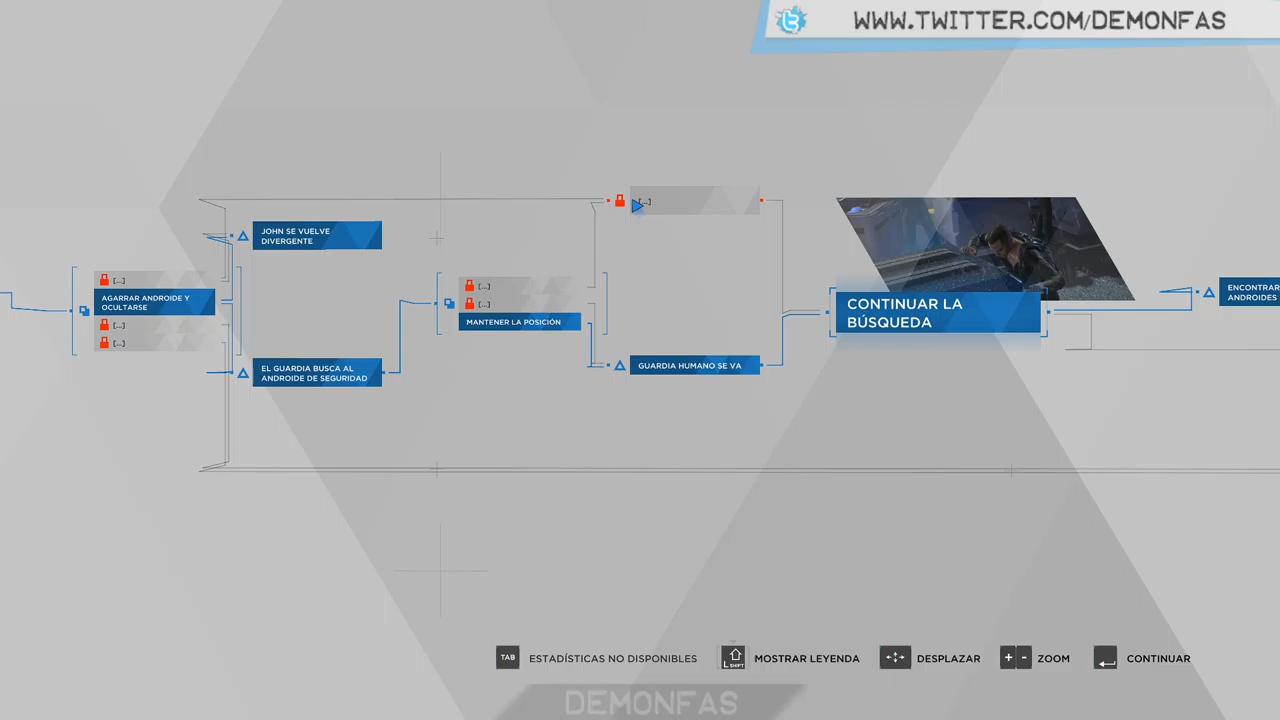 WWW.TWITTER.COM/DEMONFAS
[...]
AGARRAR ANDROIDE Y
OCULTARSE
[...]
[...]
JOHN SE VUELVE
DIVERGENTE
EL GUARDIA BUSCA AL
ANDROIDE DE SEGURIDAD
[...]
[...]
MANTENER LA POSICIÓN
[...]
GUARDIA HUMANO SE VA
CONTINUAR LA
BÚSQUEDA
ENCONTRAR
ANDROIDES
TAB ESTADÍSTICAS NO DISPONIBLES
L SHIFT MOSTRAR LEYENDA
DESPLAZAR
+ - ZOOM
CONTINUAR
DEMONFAS